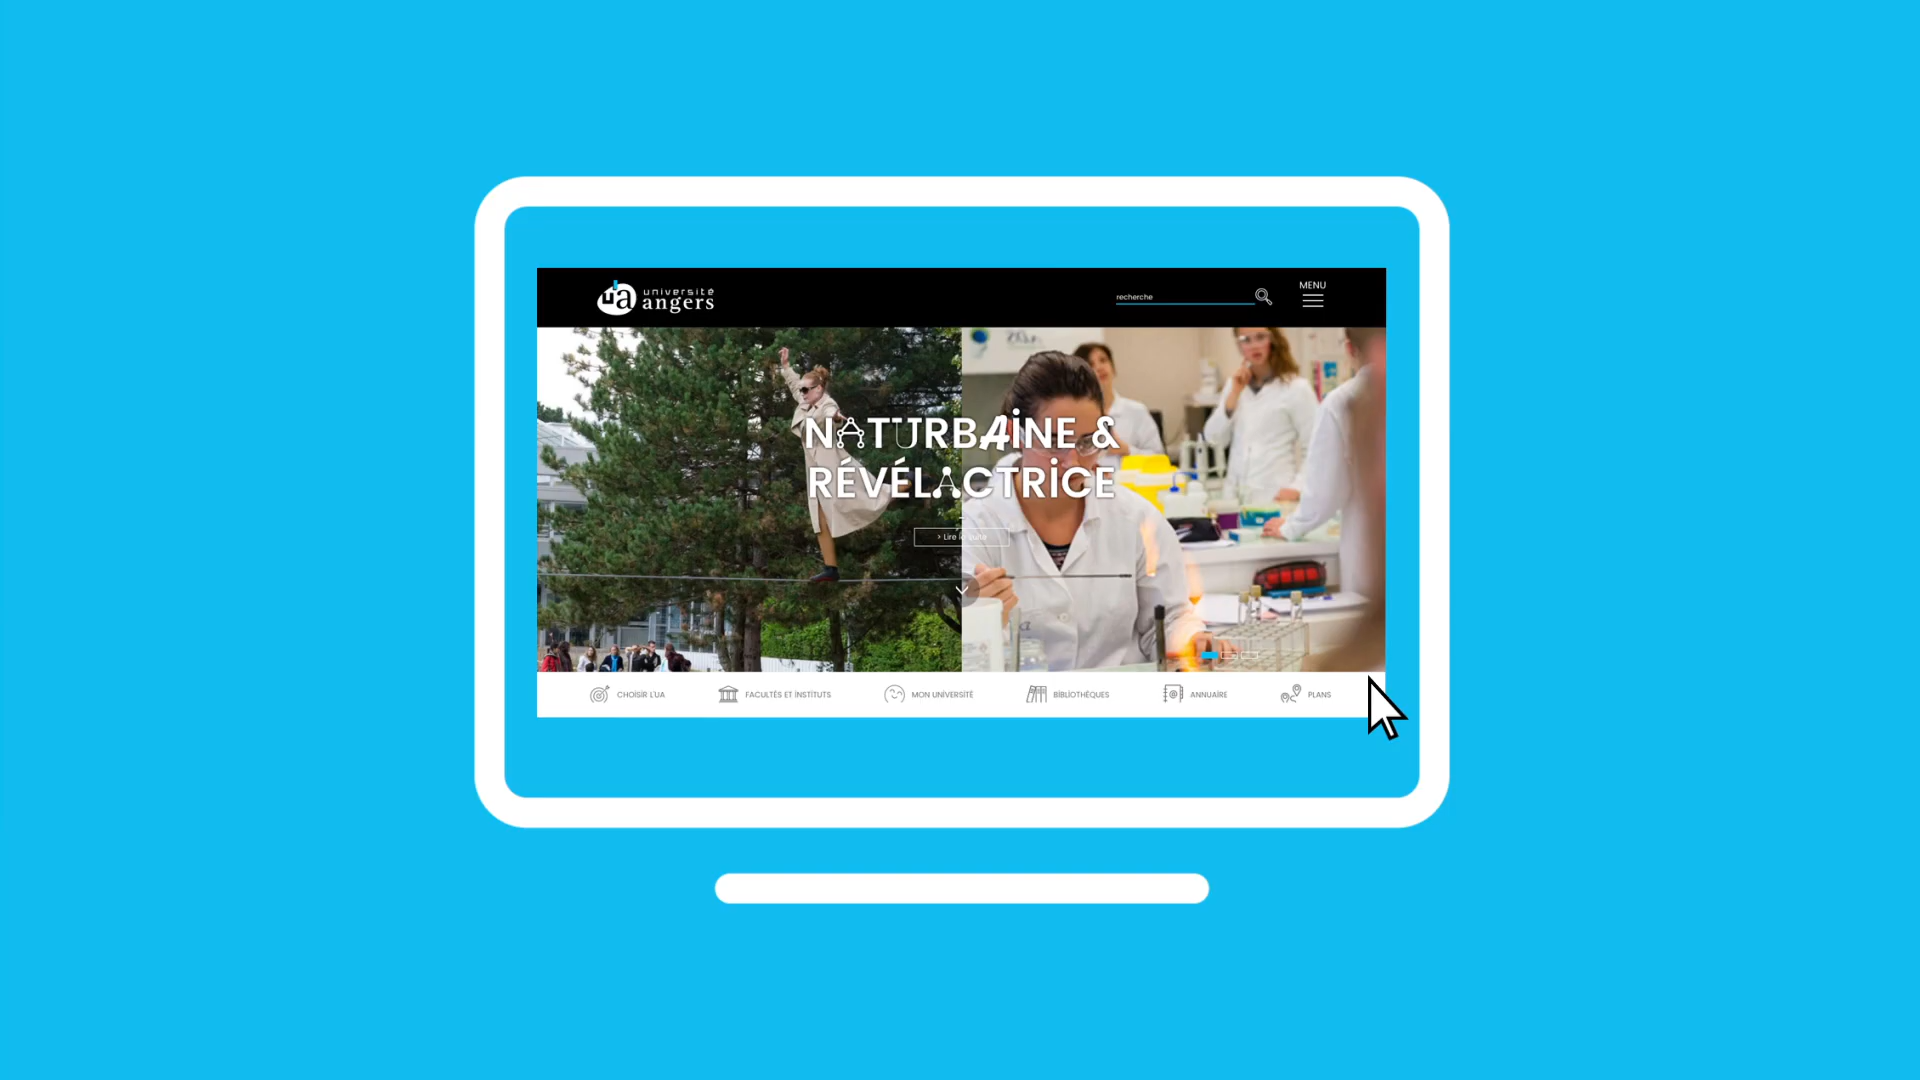 ua
université
angers
recherche
MENU
NATURBAINE &
RÉVÉLACTRICE
> Lire la suite
CHOISIR L'UA
FACULTÉS ET INSTITUTS
MON UNIVERSITÉ
BIBLIOTHÈQUES
ANNUAIRE
PLANS